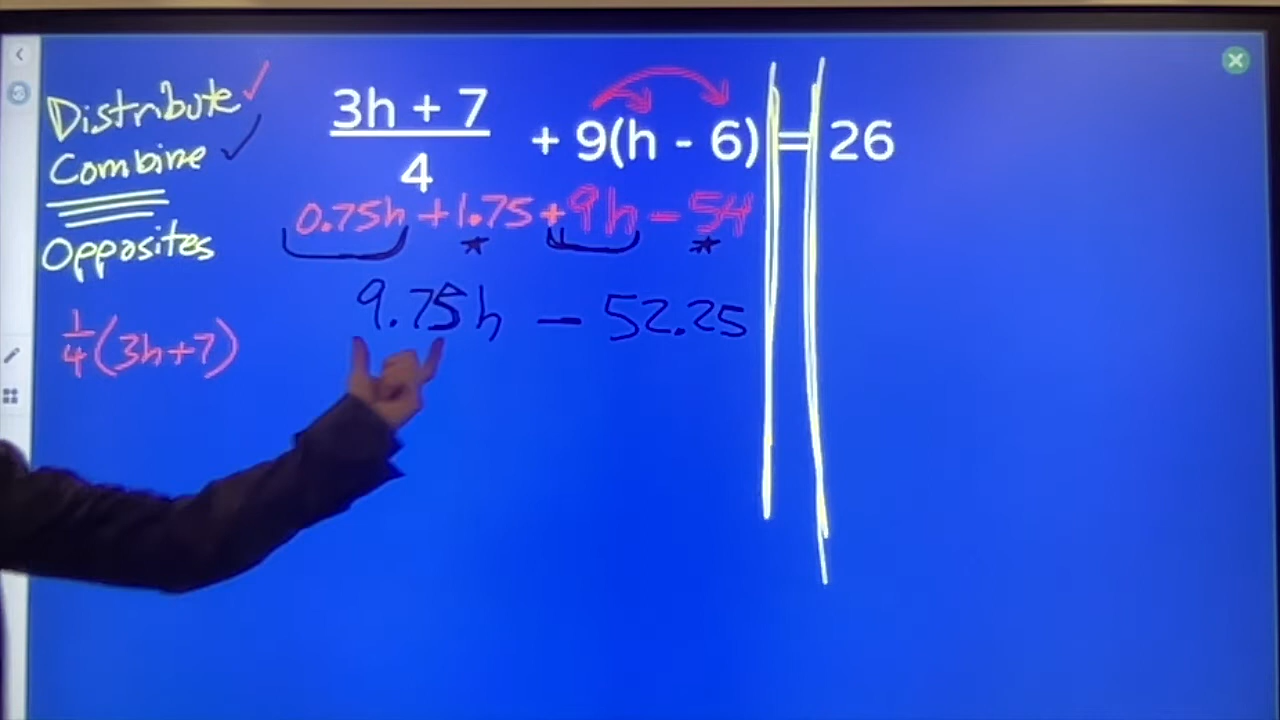 Distribute ✓
Combine ✓
Opposites
1/4(3h+7)
3h + 7
4
+ 9(h - 6) = 26
0.75h + 1.75 + 9h - 54
9.75h - 52.25